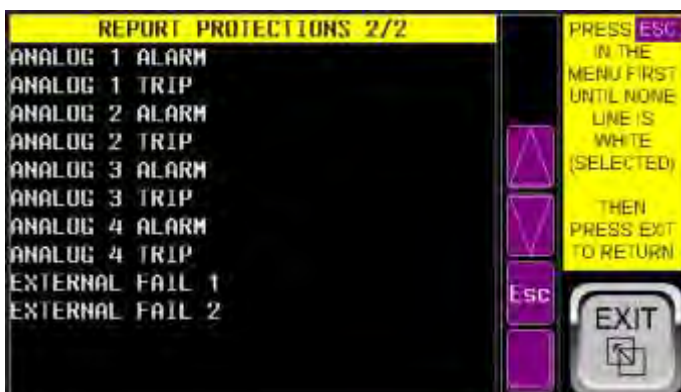 REPORT PROTECTIONS 2/2
ANALOG 1 ALARM
ANALOG 1 TRIP
ANALOG 2 ALARM
ANALOG 2 TRIP
ANALOG 3 ALARM
ANALOG 3 TRIP
ANALOG 4 ALARM
ANALOG 4 TRIP
EXTERNAL FAIL 1
EXTERNAL FAIL 2
Esc
PRESS ESC
IN THE
MENU FIRST
UNTIL NONE
LINE IS
WHITE
(SELECTED)
THEN
PRESS EXIT
TO RETURN
EXIT